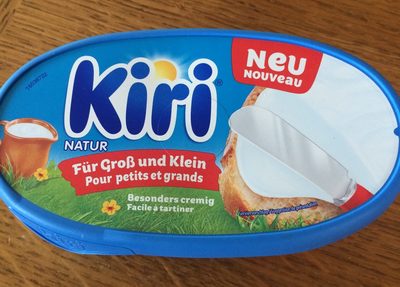 NEU
NOUVEAU
Kiri
NATUR
Für Groß und Klein
Pour petits et grands
Besonders cremig
Facile à tartiner